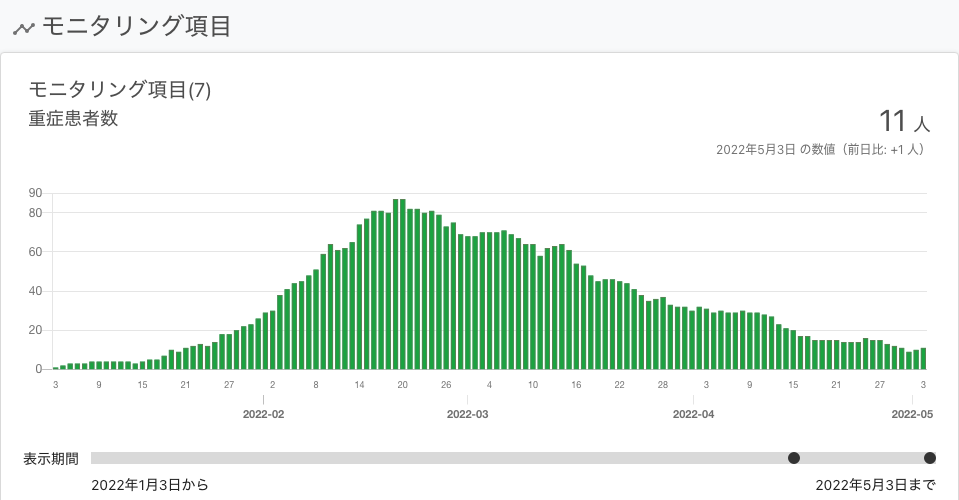 モニタリング項目
モニタリング項目(7)
重症患者数
11 人
2022年5月3日 の数値（前日比: +1 人）
90
80
60
40
20
0
3 9 15 21 27 2 8 14 20 26 4 10 16 22 28 3 9 15 21 27 3
2022-02 2022-03 2022-04 2022-05
表示期間
2022年1月3日から 2022年5月3日まで